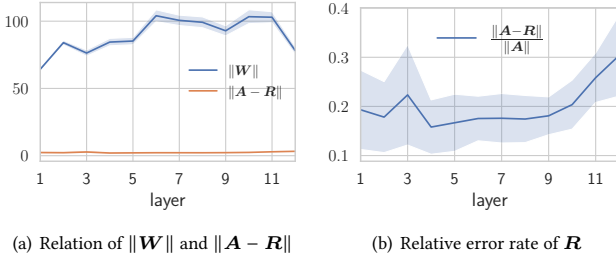 100
50
0
‖W‖
‖A − R‖
1 3 5 7 9 11
layer
(a) Relation of ‖W‖ and ‖A − R‖
0.4
0.3
0.2
0.1
‖A−R‖
‖A‖
1 3 5 7 9 11
layer
(b) Relative error rate of R